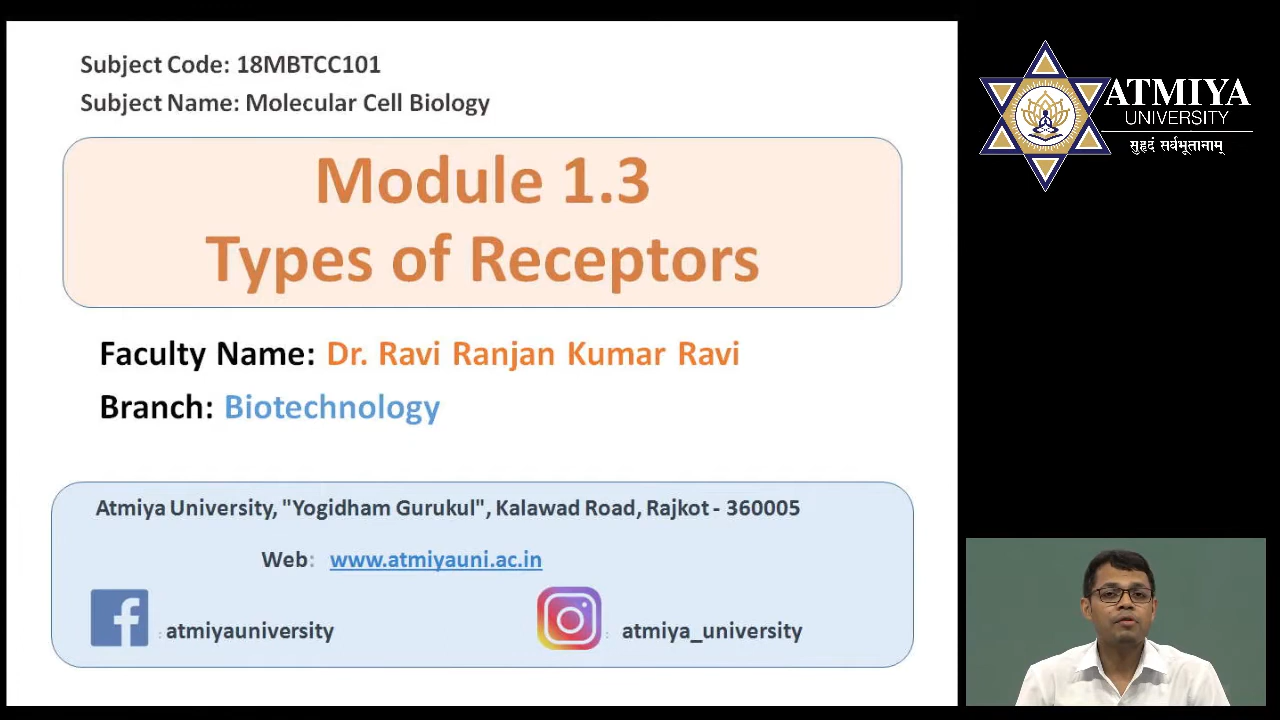 Subject Code: 18MBTCC101
Subject Name: Molecular Cell Biology
Module 1.3
Types of Receptors
Faculty Name: Dr. Ravi Ranjan Kumar Ravi
Branch: Biotechnology
Atmiya University, "Yogidham Gurukul", Kalawad Road, Rajkot - 360005
Web: www.atmiyauni.ac.in
: atmiyauniversity
: atmiya_university
ATMIYA
UNIVERSITY
सुहृदं सर्वभूतानाम्